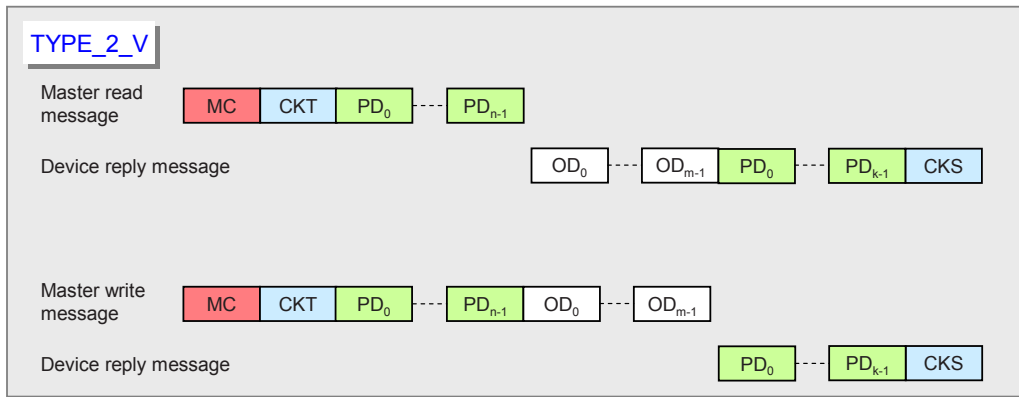 TYPE_2_V
Master read
message
MC CKT PD0 PDn-1
Device reply message
OD0 ODm-1 PD0 PDk-1 CKS
Master write
message
MC CKT PD0 PDn-1 OD0 ODm-1
Device reply message
PD0 PDk-1 CKS